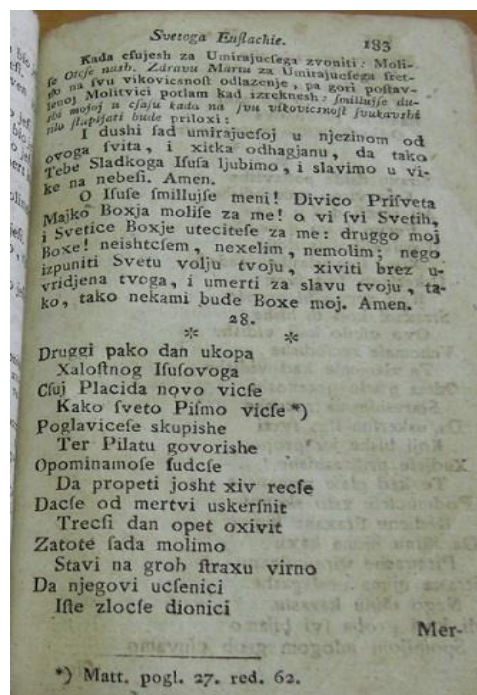 Svetoga Euſtachie. 183
Kada cſujesh za Umirajucſega zvoniti: Moli-
ſe Otcſe nash. Zdravu Mariu za Umirajucſega ſret-
no na ſvu vikovicsnoſt odlazenje, pa gori poſtav-
lenoj Molitvici potlam kad izreknesh: ſmilluiſe du-
shi mojoj u cſaſu kada na ſvu vikovicſnoſt ſvukavshi
tilo ſtupijati bude priloxi:
I dushi ſad umirajucſoj u njezinom od
ovoga ſvita, i xitka odhagjanu, da tako
Tebe Sladkoga Iſuſa ljubimo, i slavimo u vi-
ke na nebeſi. Amen.
O Iſuſe ſmillujſe meni! Divico Priſveta
Majko Boxja moliſe za me! o vi ſvi Svetih,
i Svetice Boxje uteciteſe za me: druggo moj
Boxe! neishtcſem, nexelim, nemolim; nego
izpuniti Svetu volju tvoju, xiviti brez u-
vridjena tvoga, i umerti za slavu tvoju, ta-
ko, tako nekami bude Boxe moj. Amen.
28.
* *
Druggi pako dan ukopa
Xaloſtnog Iſuſovoga
Cſuj Placida novo vicſe
Kako ſveto Piſmo vicſe *)
Poglaviceſe skupishe
Ter Pilatu govorishe
Opominamoſe ſudcſe
Da propeti josht xiv recſe
Dacſe od mertvi uskerſnit
Trecſi dan opet oxivit
Zatote ſada molimo
Stavi na grob ſtraxu virno
Da njegovi ucſenici
Iſte zlocſe dionici
Mer-
*) Matt. pogl. 27. red. 62.